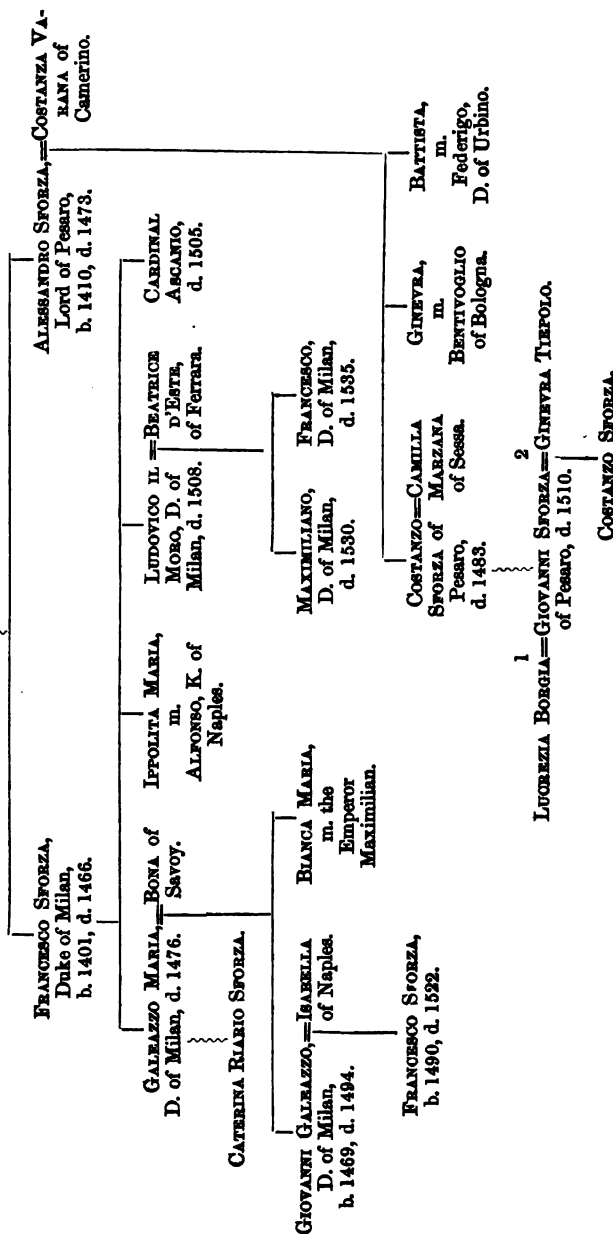 FRANCESCO SFORZA,
Duke of Milan,
b. 1401, d. 1466.
ALESSANDRO SFORZA,=COSTANZA VA-
Lord of Pesaro,
b. 1410, d. 1473.
RANA of
Camerino.
GALEAZZO MARIA,=BONA of
D. of Milan, d. 1476.
Savoy.
IPPOLITA MARIA,
m.
ALFONSO, K. of
Naples.
LUDOVICO IL=BEATRICE
MORO, D. of
Milan, d. 1508.
D'ESTE,
of Ferrara.
CARDINAL
ASCANIO,
d. 1505.
CATERINA RIARIO SFORZA.
GIOVANNI GALEAZZO,=ISABELLA
D. of Milan,
b. 1469, d. 1494.
of Naples.
BIANCA MARIA,
m. the
Emperor
Maximilian.
MAXIMILIANO,
D. of Milan,
d. 1530.
FRANCESCO,
D. of Milan,
d. 1535.
FRANCESCO SFORZA,
b. 1490, d. 1522.
COSTANZO=CAMILLA
SFORZA of MARZANA
Pesaro,
d. 1483.
of Sessa.
GINEVRA,
m.
BENTIVOGLIO
of Bologna.
BATTISTA,
m.
Federigo,
D. of Urbino.
1 2
LUCREZIA BORGIA=GIOVANNI SFORZA=GINEVRA TIEPOLO.
of Pesaro, d. 1510.
COSTANZO SFORZA.